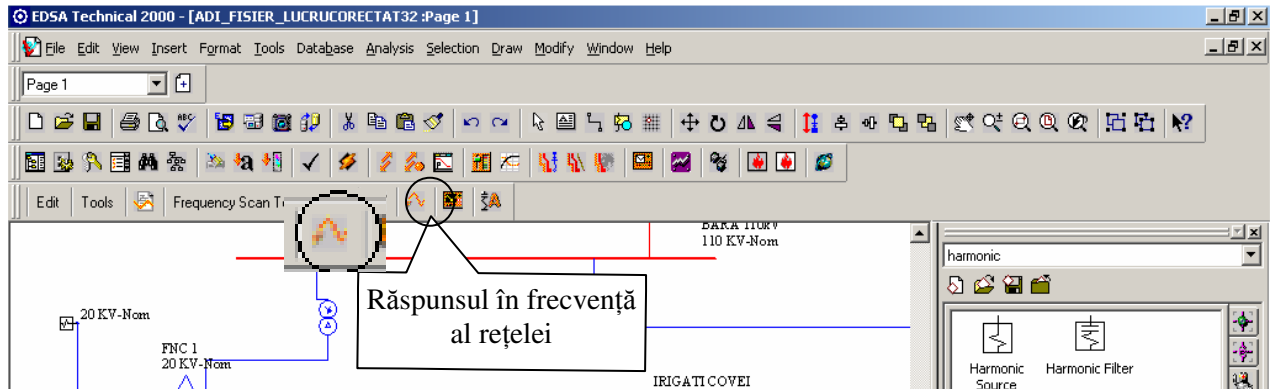 EDSA Technical 2000 - [ADI_FISIER_LUCRUCORECTAT32 :Page 1]
File Edit View Insert Format Tools Database Analysis Selection Draw Modify Window Help
Page 1
Edit Tools Frequency Scan
BARA 110KV
110 KV-Nom
harmonic
Răspunsul în frecvență
al rețelei
20 KV-Nom
FNC 1
20 KV-Nom
IRIGATI COVEI
Harmonic
Source
Harmonic Filter